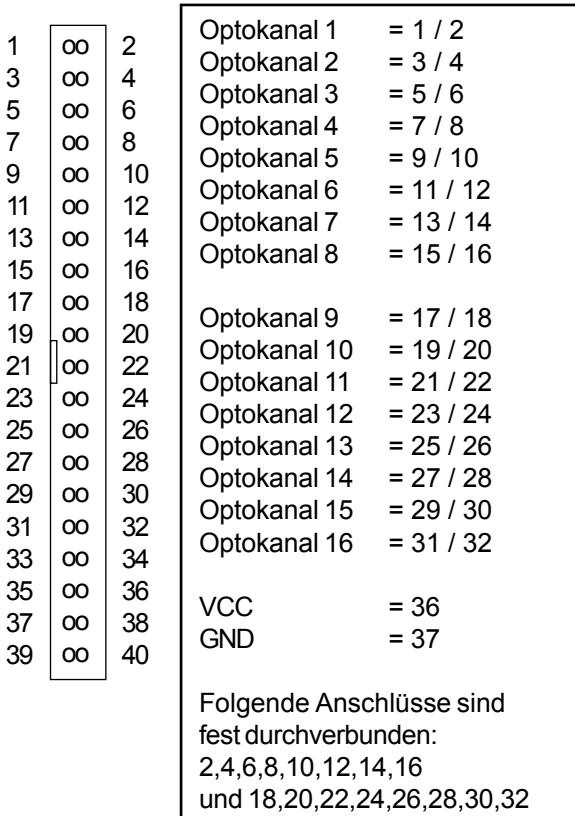 1 oo 2
3 oo 4
5 oo 6
7 oo 8
9 oo 10
11 oo 12
13 oo 14
15 oo 16
17 oo 18
19 oo 20
21 oo 22
23 oo 24
25 oo 26
27 oo 28
29 oo 30
31 oo 32
33 oo 34
35 oo 36
37 oo 38
39 oo 40
Optokanal 1 = 1 / 2
Optokanal 2 = 3 / 4
Optokanal 3 = 5 / 6
Optokanal 4 = 7 / 8
Optokanal 5 = 9 / 10
Optokanal 6 = 11 / 12
Optokanal 7 = 13 / 14
Optokanal 8 = 15 / 16
Optokanal 9 = 17 / 18
Optokanal 10 = 19 / 20
Optokanal 11 = 21 / 22
Optokanal 12 = 23 / 24
Optokanal 13 = 25 / 26
Optokanal 14 = 27 / 28
Optokanal 15 = 29 / 30
Optokanal 16 = 31 / 32
VCC = 36
GND = 37
Folgende Anschlüsse sind
fest durchverbunden:
2,4,6,8,10,12,14,16
und 18,20,22,24,26,28,30,32